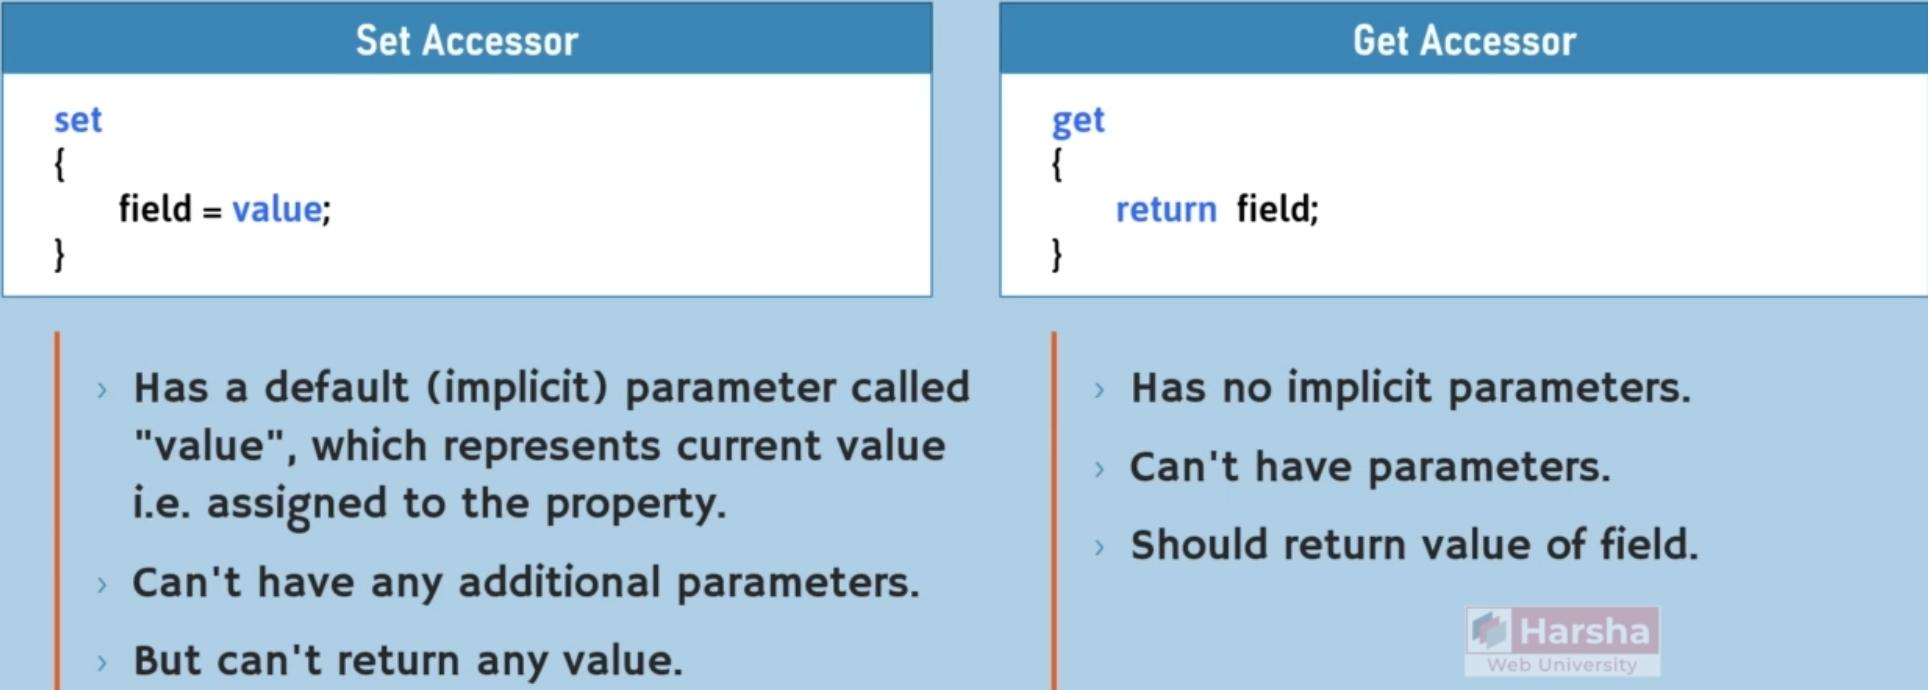 Set Accessor
set
{
field = value;
}
Has a default (implicit) parameter called
"value", which represents current value
i.e. assigned to the property.
Can't have any additional parameters.
But can't return any value.
Get Accessor
get
{
return field;
}
Has no implicit parameters.
Can't have parameters.
Should return value of field.
Harsha
Web University